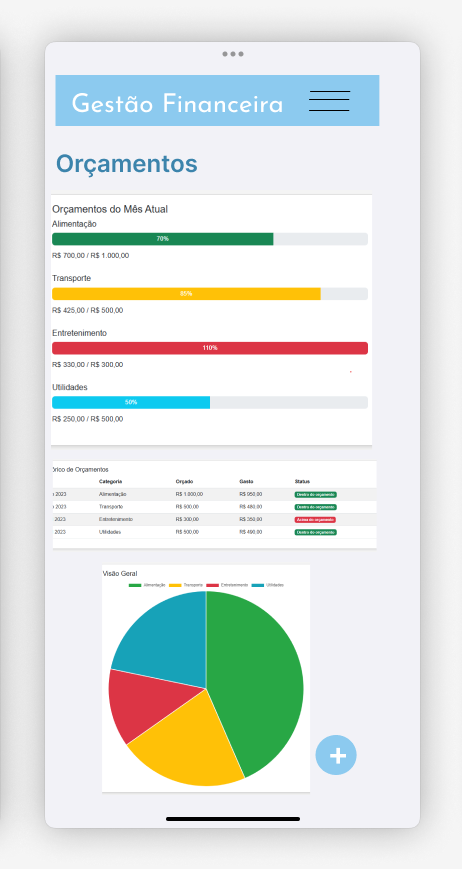 Gestão Financeira
Orçamentos
Orçamentos do Mês Atual
Alimentação
70%
R$ 700,00 / R$ 1.000,00
Transporte
85%
R$ 425,00 / R$ 500,00
Entretenimento
110%
R$ 330,00 / R$ 300,00
Utilidades
50%
R$ 250,00 / R$ 500,00
de Orçamentos
Categoria Orçado Gasto Status
2023 Alimentação R$ 1.000,00 R$ 950,00 Dentro do orçamento
2023 Transporte R$ 500,00 R$ 480,00 Dentro do orçamento
2023 Entretenimento R$ 300,00 R$ 350,00 Acima do orçamento
2023 Utilidades R$ 500,00 R$ 490,00 Dentro do orçamento
Visão Geral
Alimentação Transporte Entretenimento Utilidades
+